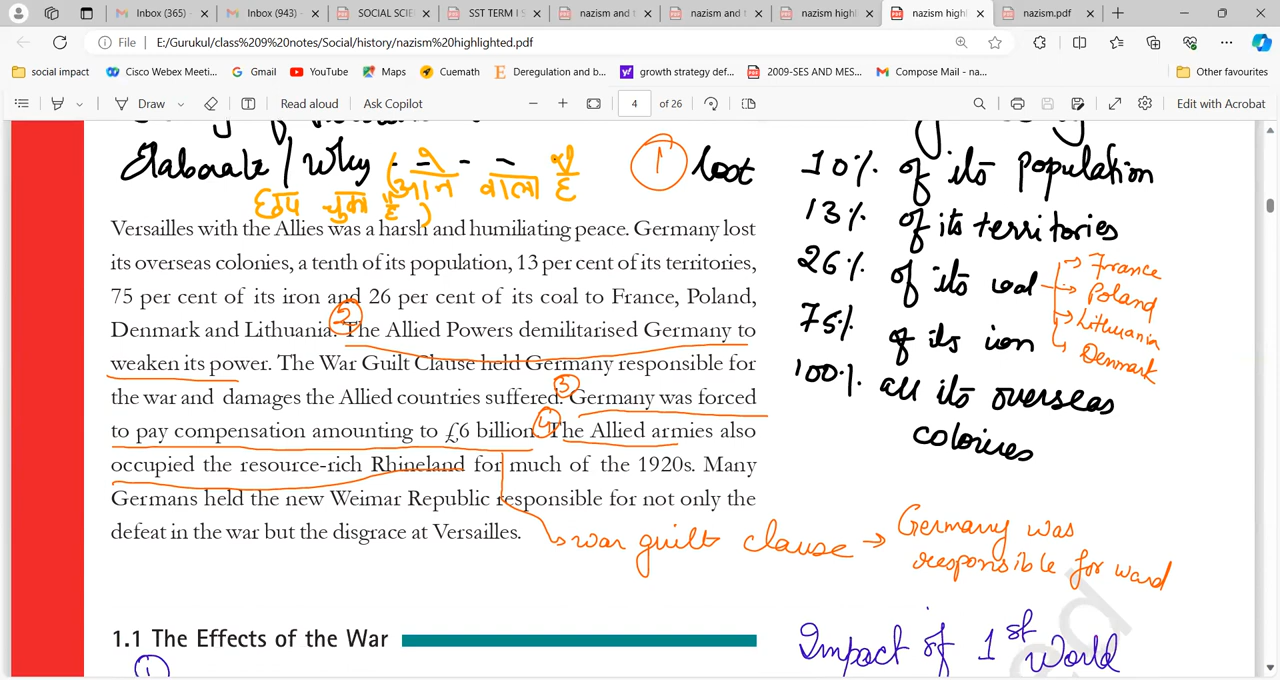 Inbox (365)
Inbox (943)
SOCIAL SCIE
SST TERM I S
nazism and t
nazism and t
nazism highl
nazism highl
nazism.pdf
File
E:/Gurukul/class%209%20notes/Social/history/nazism%20highlighted.pdf
social impact
Cisco Webex Meeti...
Gmail
YouTube
Maps
Cuemath
Deregulation and b...
growth strategy def...
2009-SES AND MES...
Compose Mail - na...
Other favourites
Draw
Read aloud
Ask Copilot
4
of 26
Edit with Acrobat
Elaborate / Why
आने वाला है
छप चुका है
1 lost
10% of its population
13% of its territories
26% of its coal
France
Poland
Lithuania
Denmark
75% of its iron
100% all its overseas
colonies
Versailles with the Allies was a harsh and humiliating peace. Germany lost
its overseas colonies, a tenth of its population, 13 per cent of its territories,
75 per cent of its iron and 26 per cent of its coal to France, Poland,
Denmark and Lithuania. 2 The Allied Powers demilitarised Germany to
weaken its power. The War Guilt Clause held Germany responsible for
the war and damages the Allied countries suffered. 3 Germany was forced
to pay compensation amounting to £6 billion. 4 The Allied armies also
occupied the resource-rich Rhineland for much of the 1920s. Many
Germans held the new Weimar Republic responsible for not only the
defeat in the war but the disgrace at Versailles.
war guilt clause → Germany was
responsible for ward
1.1 The Effects of the War
1
Impact of 1st World